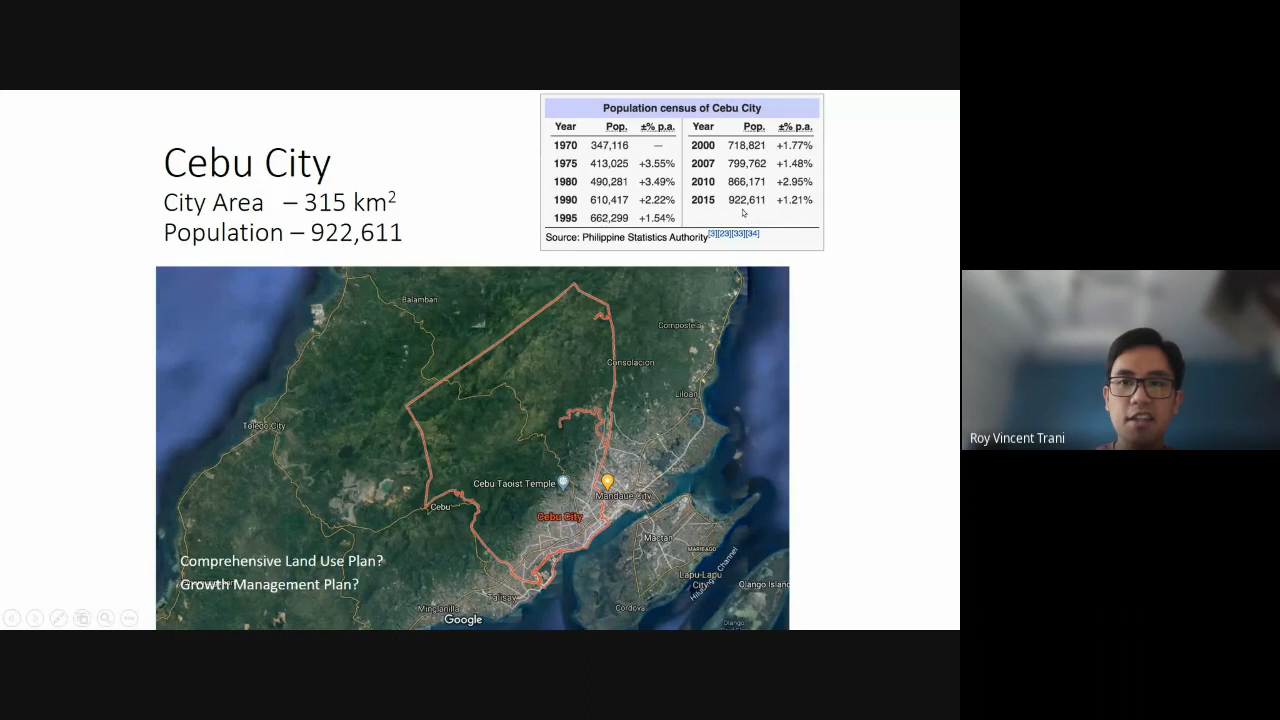 Cebu City
City Area – 315 km²
Population – 922,611
Population census of Cebu City
Year Pop. ±% p.a. Year Pop. ±% p.a.
1970 347,116 — 2000 718,821 +1.77%
1975 413,025 +3.55% 2007 799,762 +1.48%
1980 490,281 +3.49% 2010 866,171 +2.95%
1990 610,417 +2.22% 2015 922,611 +1.21%
1995 662,299 +1.54%
Source: Philippine Statistics Authority[3][23][33][34]
Balamban
Compostela
Consolacion
Liloan
Toledo City
Cebu Taoist Temple
Mandaue City
Cebu
Cebu City
Mactan
MARIBAGO
Comprehensive Land Use Plan?
Growth Management Plan?
Lapu-Lapu
City
Hilutungan Channel
Olango Island
Talisay
Minglanilla
Cordova
Google
Olango
Roy Vincent Trani